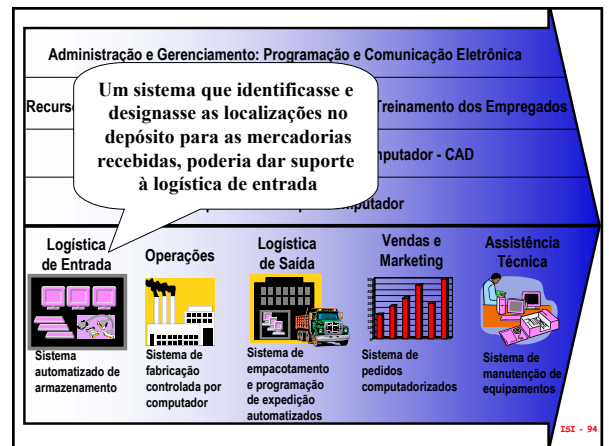 Administração e Gerenciamento: Programação e Comunicação Eletrônica
Um sistema que identificasse e
designasse as localizações no
depósito para as mercadorias
recebidas, poderia dar suporte
à logística de entrada
Treinamento dos Empregados
- CAD
Logística
de Entrada
Sistema
automatizado de
armazenamento
Operações
Sistema de
fabricação
controlada por
computador
Logística
de Saída
Sistema de
empacotamento
e programação
de expedição
automatizados
Vendas e
Marketing
Sistema de
pedidos
computadorizados
Assistência
Técnica
Sistema de
manutenção de
equipamentos
ISI - 94